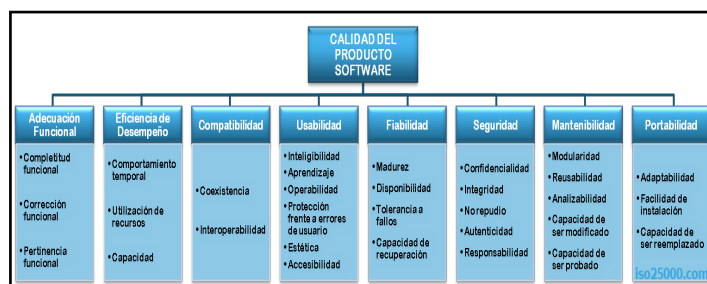 CALIDAD DEL
PRODUCTO
SOFTWARE
Adecuación
Funcional
• Completitud
funcional
• Corrección
funcional
• Pertinencia
funcional
Eficiencia de
Desempeño
• Comportamiento
temporal
• Utilización de
recursos
• Capacidad
Compatibilidad
• Coexistencia
• Interoperabilidad
Usabilidad
• Inteligibilidad
• Aprendizaje
• Operabilidad
• Protección
frente a errores
de usuario
• Estética
• Accesibilidad
Fiabilidad
• Madurez
• Disponibilidad
• Tolerancia a
fallos
• Capacidad de
recuperación
Seguridad
• Confidencialidad
• Integridad
• No repudio
• Autenticidad
• Responsabilidad
Mantenibilidad
• Modularidad
• Reusabilidad
• Analizabilidad
• Capacidad de
ser modificado
• Capacidad de
ser probado
Portabilidad
• Adaptabilidad
• Facilidad de
instalación
• Capacidad de
ser reemplazado
iso25000.com